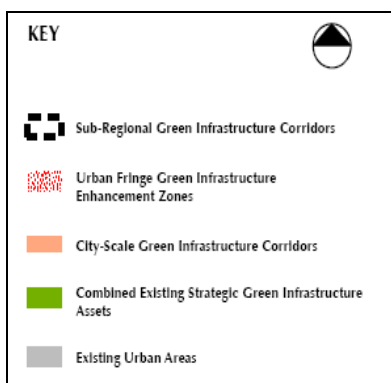 KEY
Sub-Regional Green Infrastructure Corridors
Urban Fringe Green Infrastructure
Enhancement Zones
City-Scale Green Infrastructure Corridors
Combined Existing Strategic Green Infrastructure
Assets
Existing Urban Areas